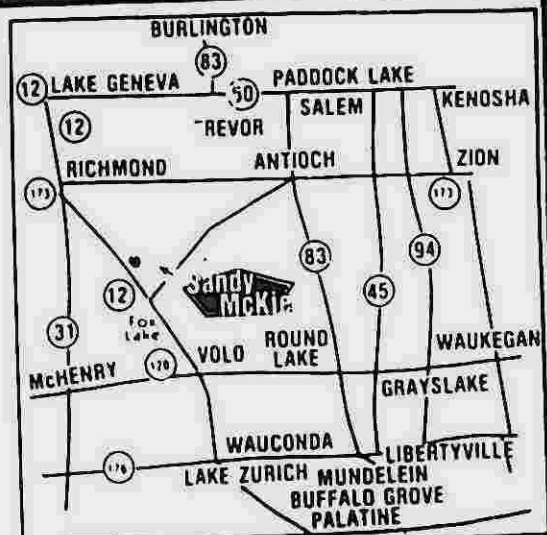 BURLINGTON
83
12 LAKE GENEVA 50 PADDOCK LAKE
12 TREVOR SALEM KENOSHA
RICHMOND ANTIOCH ZION
173 173
Sandy
McKie
12 83 94
45
Fox
Lake
31
VOLO ROUND
LAKE WAUKEGAN
McHENRY 120
GRAYSLAKE
WAUCONDA LIBERTYVILLE
176 LAKE ZURICH MUNDELEIN
BUFFALO GROVE
PALATINE